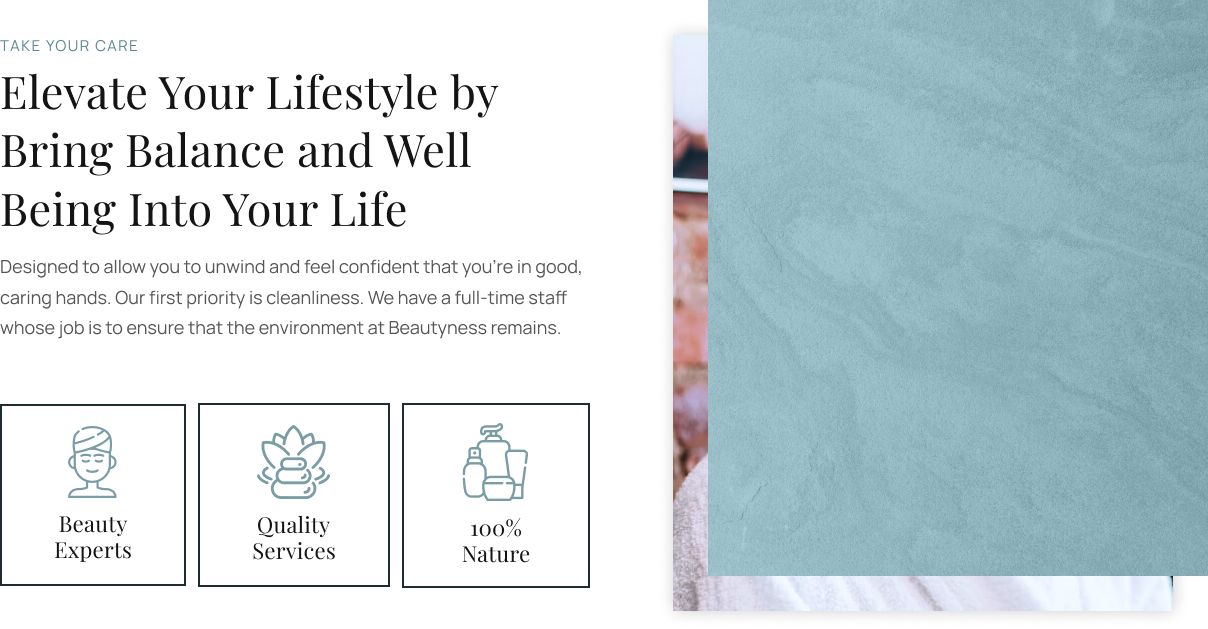 TAKE YOUR CARE
Elevate Your Lifestyle by
Bring Balance and Well
Being Into Your Life
Designed to allow you to unwind and feel confident that you’re in good,
caring hands. Our first priority is cleanliness. We have a full-time staff
whose job is to ensure that the environment at Beautyness remains.
Beauty
Experts
Quality
Services
100%
Nature